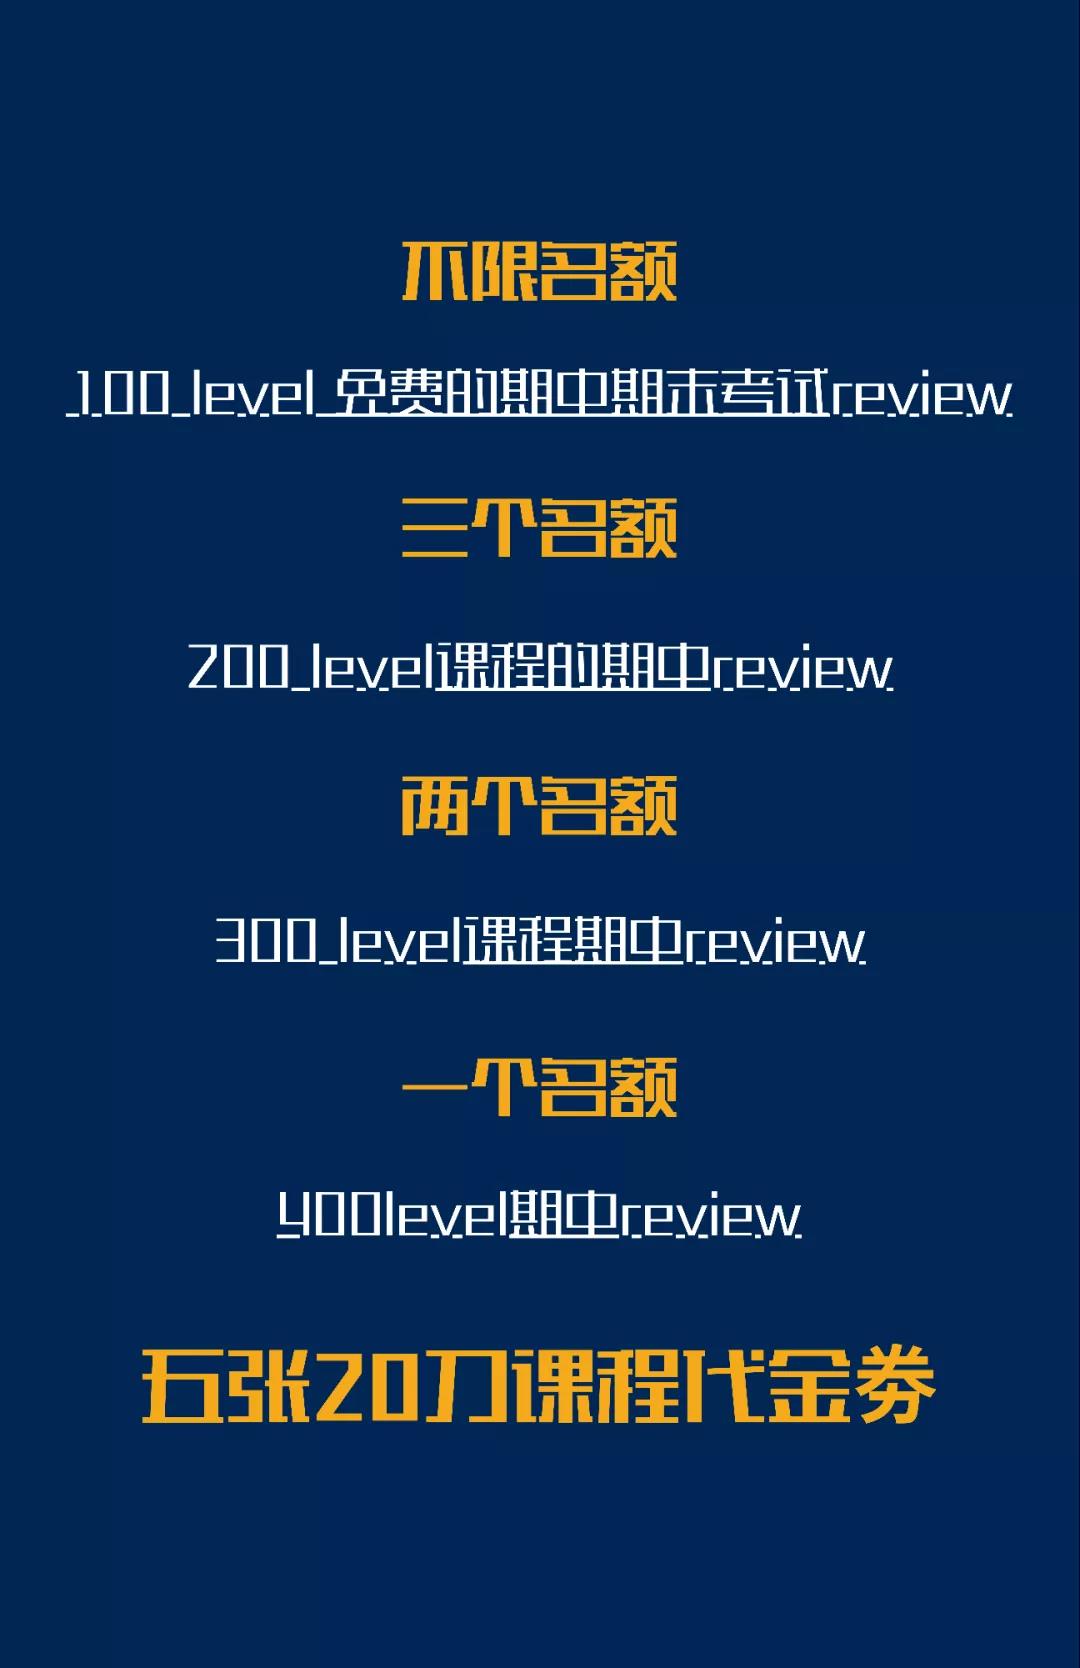 不限名额
100 level 免费的期中期末考试review
三个名额
200 level课程的期中review
两个名额
300 level课程期中review
一个名额
400level期中review
五张20刀课程代金券